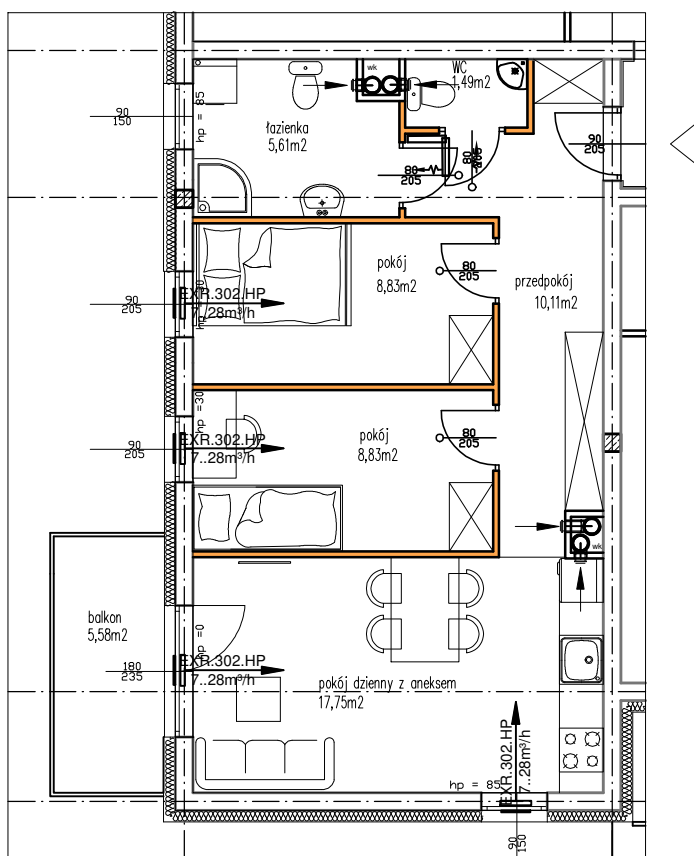 wk
WC
1,49m2
90
150
hp = 85
łazienka
5,61m2
80
205
80
205
90
205
pokój
8,83m2
80
205
przedpokój
10,11m2
EXR.302.HP
7..28m³/h
90
205
hp =30
hp =30
pokój
8,83m2
80
205
EXR.302.HP
7..28m³/h
90
205
wk
balkon
5,58m2
hp =0
EXR.302.HP
7..28m³/h
180
235
pokój dzienny z aneksem
17,75m2
EXR.302.HP
7..28m³/h
hp = 85
90
150